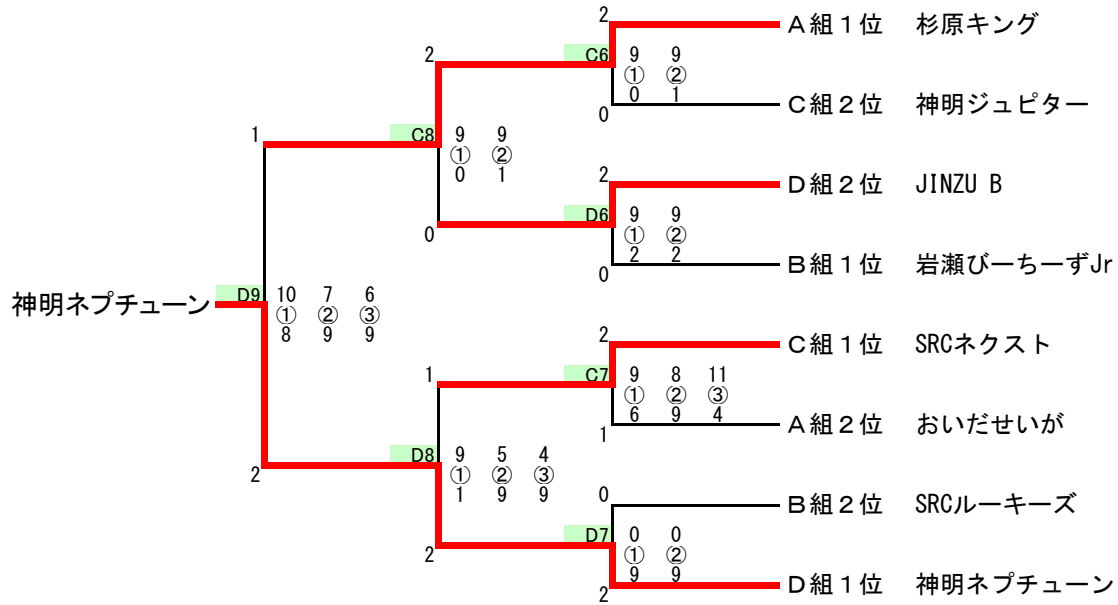 2
A組1位 杉原キング
C6 9 9
① ②
0 1
0
C組2位 神明ジュピター
2
C8 9 9
① ②
0 1
0
2
D組2位 JINZU B
D6 9 9
① ②
2 2
0
B組1位 岩瀬びーちーずJr
1
神明ネプチューン
D9 10 7 6
① ② ③
8 9 9
2
2
C組1位 SRCネクスト
C7 9 8 11
① ② ③
6 9 4
1
A組2位 おいだせいが
1
D8 9 5 4
① ② ③
1 9 9
2
0
B組2位 SRCルーキーズ
D7 0 0
① ②
9 9
2
D組1位 神明ネプチューン